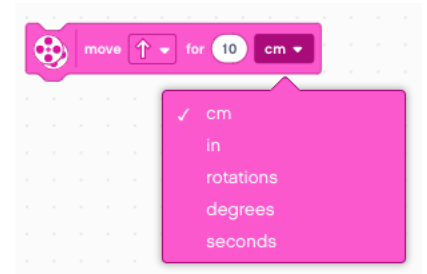 move for 10 cm
cm
in
rotations
degrees
seconds